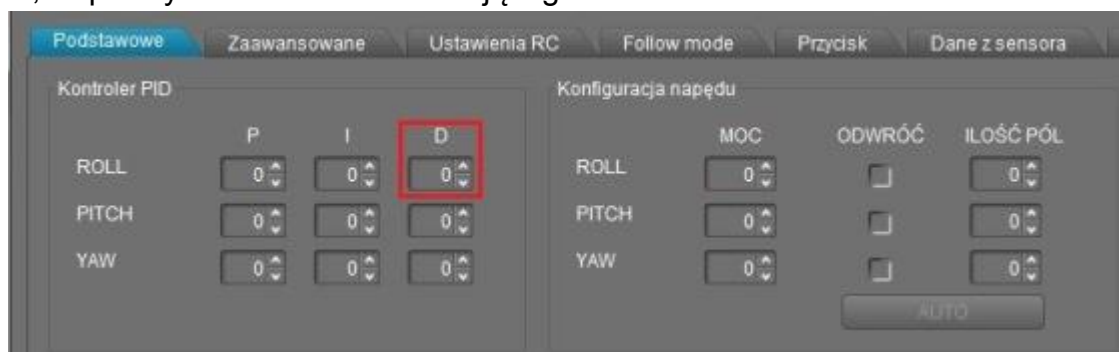 Podstawowe Zaawansowane Ustawienia RC Follow mode Przycisk Dane z sensora
Kontroler PID Konfiguracja napędu
P I D MOC ODWRÓĆ ILOŚĆ PÓL
ROLL 0 0 0 ROLL 0 0
PITCH 0 0 0 PITCH 0 0
YAW 0 0 0 YAW 0 0
AUTO